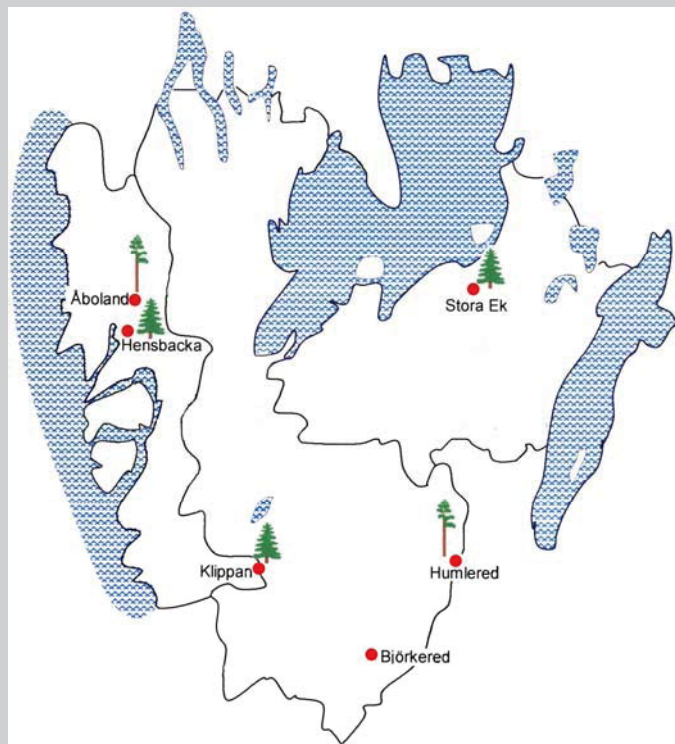 Åboland
Hensbacka
Stora Ek
Klippan
Humlered
Björkered